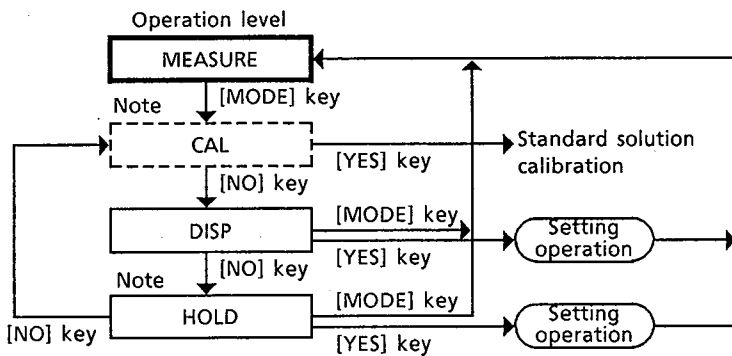 Operation level
MEASURE
[MODE] key
Note
CAL
[YES] key
Standard solution
calibration
[NO] key
DISP
[MODE] key
[YES] key
Setting
operation
[NO] key
Note
HOLD
[MODE] key
[YES] key
Setting
operation
[NO] key